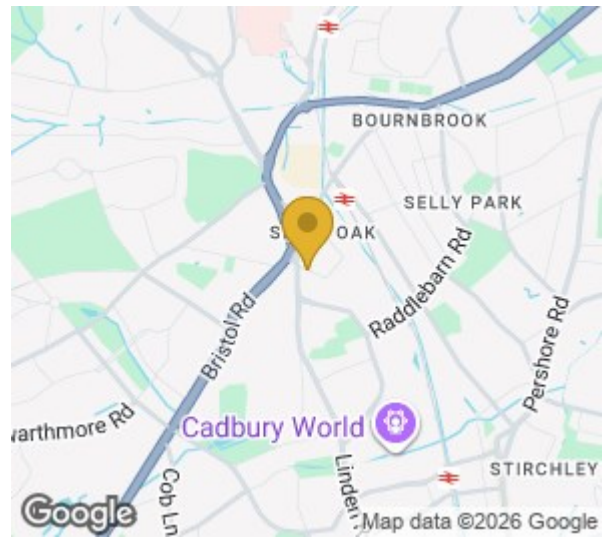 BOURNBROOK
SELLY PARK
OAK
Raddlebarn Rd
Bristol Rd
Pershore Rd
warthmore Rd
Cadbury World
Cob Ln
Linden
STIRCHLEY
Google
Map data ©2026 Google